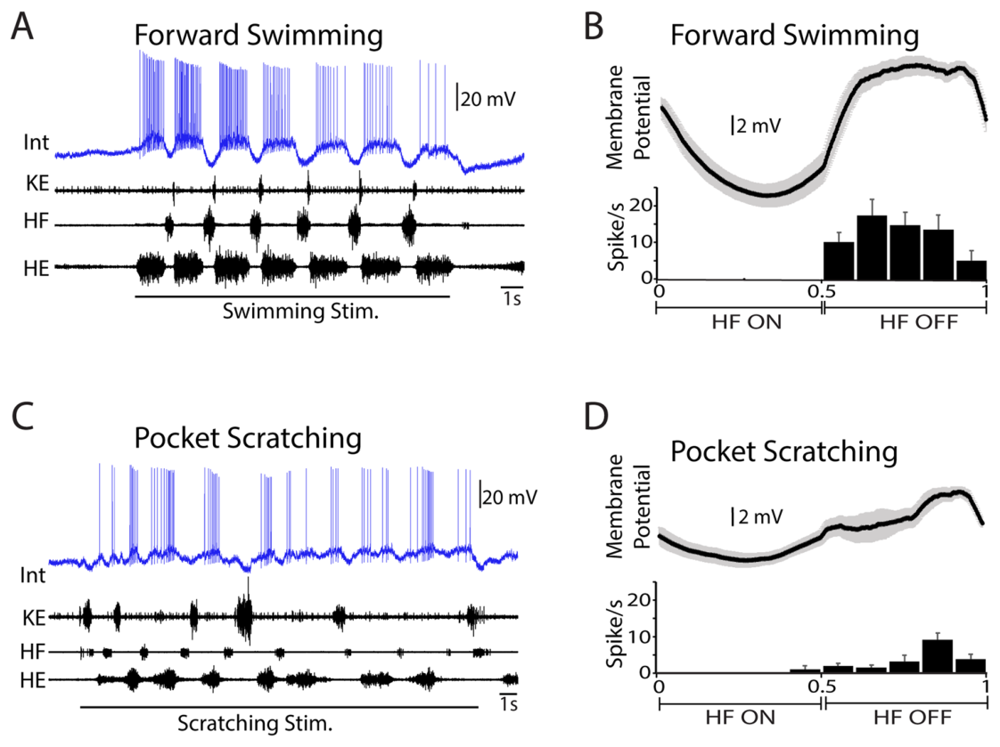 A
Forward Swimming
20 mV
Int
KE
HF
HE
1s
Swimming Stim.
B
Forward Swimming
Membrane
Potential
2 mV
Spike/s
20
10
0
0
0.5
1
HF ON
HF OFF
C
Pocket Scratching
20 mV
Int
KE
HF
HE
1s
Scratching Stim.
D
Pocket Scratching
Membrane
Potential
2 mV
Spike/s
20
10
0
0
0.5
1
HF ON
HF OFF